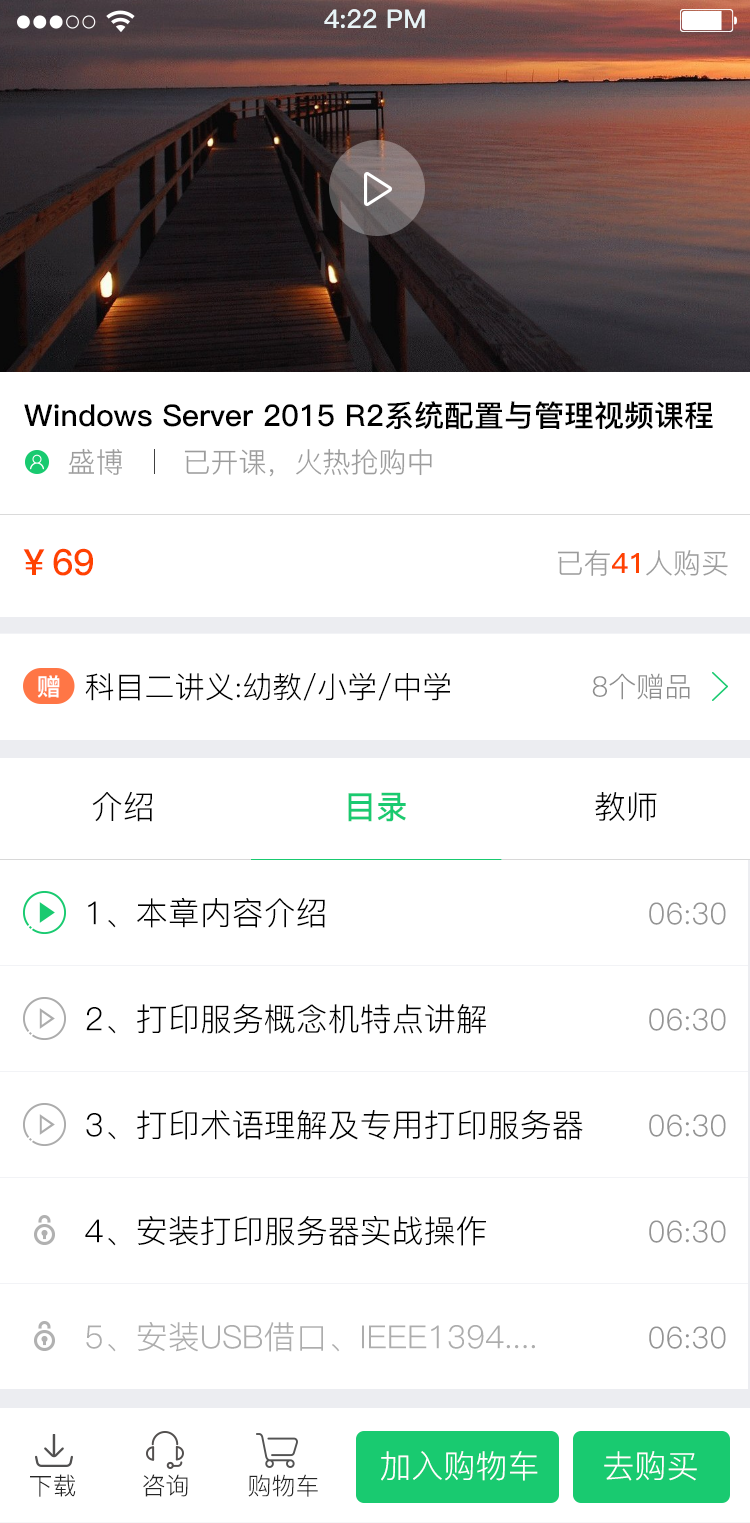 4:22 PM
Windows Server 2015 R2系统配置与管理视频课程
盛博 | 已开课，火热抢购中
¥ 69 已有41人购买
赠 科目二讲义:幼教/小学/中学 8个赠品
介绍 目录 教师
1、本章内容介绍 06:30
2、打印服务概念机特点讲解 06:30
3、打印术语理解及专用打印服务器 06:30
4、安装打印服务器实战操作 06:30
5、安装USB借口、IEEE1394.... 06:30
下载 咨询 购物车 加入购物车 去购买